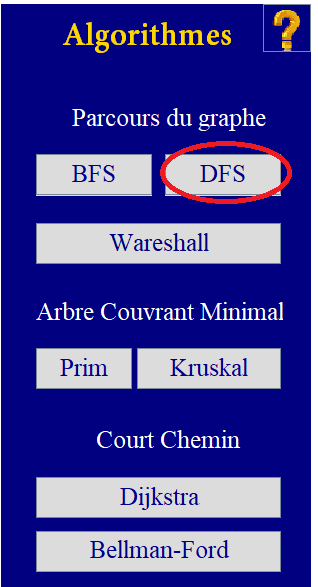 Algorithmes ?
Parcours du graphe
BFS DFS
Wareshall
Arbre Couvrant Minimal
Prim Kruskal
Court Chemin
Dijkstra
Bellman-Ford